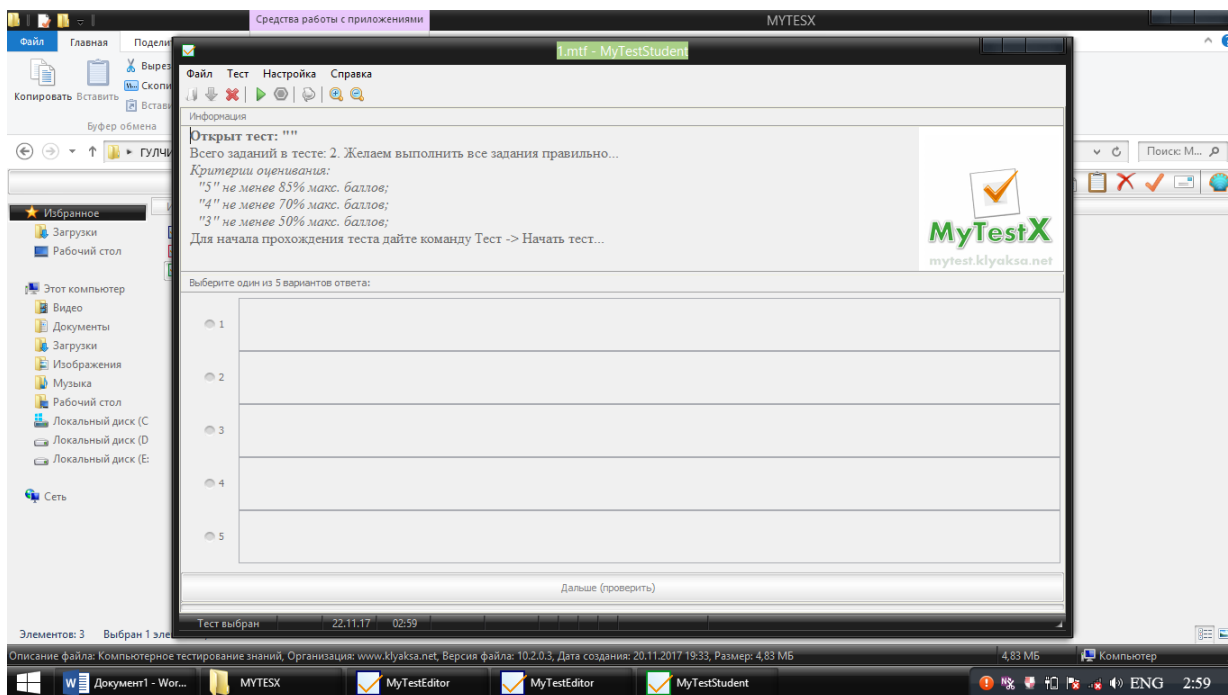 Средства работы с приложениями
MYTESX
Файл Главная Подели
Вырез
Скопи
Встави
Копировать Вставить
Буфер обмена
ГУЛЧИ
Поиск: M...
Избранное
Загрузки
Рабочий стол
Этот компьютер
Видео
Документы
Загрузки
Изображения
Музыка
Рабочий стол
Локальный диск (C
Локальный диск (D
Локальный диск (E:
Сеть
1.mtf - MyTestStudent
Файл Тест Настройка Справка
Информация
Открыт тест: ""
Всего заданий в тесте: 2. Желаем выполнить все задания правильно...
Критерии оценивания:
"5" не менее 85% макс. баллов;
"4" не менее 70% макс. баллов;
"3" не менее 50% макс. баллов;
Для начала прохождения теста дайте команду Тест -> Начать тест...
MyTestX
mytest.klyaksa.net
Выберите один из 5 вариантов ответа:
1
2
3
4
5
Дальше (проверить)
Тест выбран 22.11.17 02:59
Элементов: 3 Выбран 1 эле
Описание файла: Компьютерное тестирование знаний, Организация: www.klyaksa.net, Версия файла: 10.2.0.3, Дата создания: 20.11.2017 19:33, Размер: 4,83 МБ 4,83 МБ Компьютер
Документ1 - Wor... MYTESX MyTestEditor MyTestEditor MyTestStudent ENG 2:59